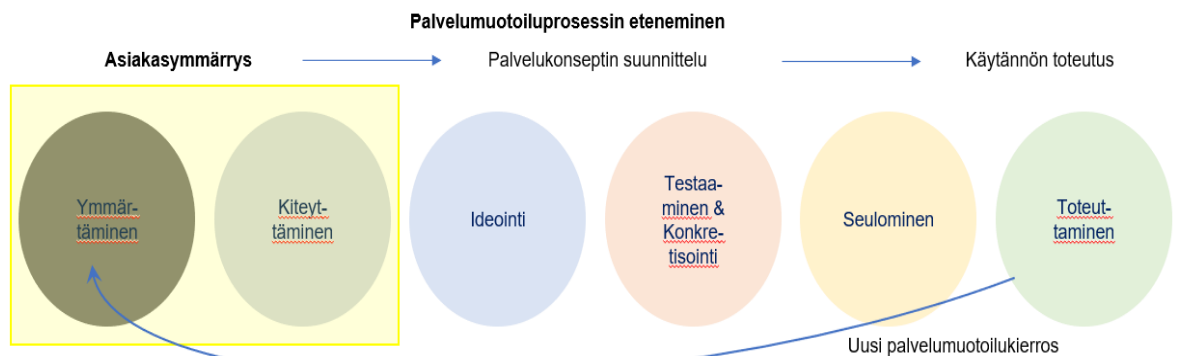 Palvelumuotoiluprosessin eteneminen
Asiakasymmärrys
Palvelukonseptin suunnittelu
Käytännön toteutus
Ymmär-
täminen
Kiteyt-
täminen
Ideointi
Testaa-
minen &
Konkre-
tisointi
Seulominen
Toteut-
taminen
Uusi palvelumuotoilukierros